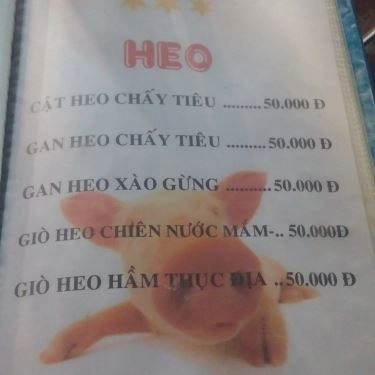 HEO
CẬT HEO CHẤY TIÊU ......... 50.000 Đ
GAN HEO CHẤY TIÊU ......... 50.000 Đ
GAN HEO XÀO GỪNG .......... 50.000 Đ
GIÒ HEO CHIÊN NƯỚC MẮM-.. 50.000Đ
GIÒ HEO HẦM THỤC ĐỊA .. 50.000 Đ